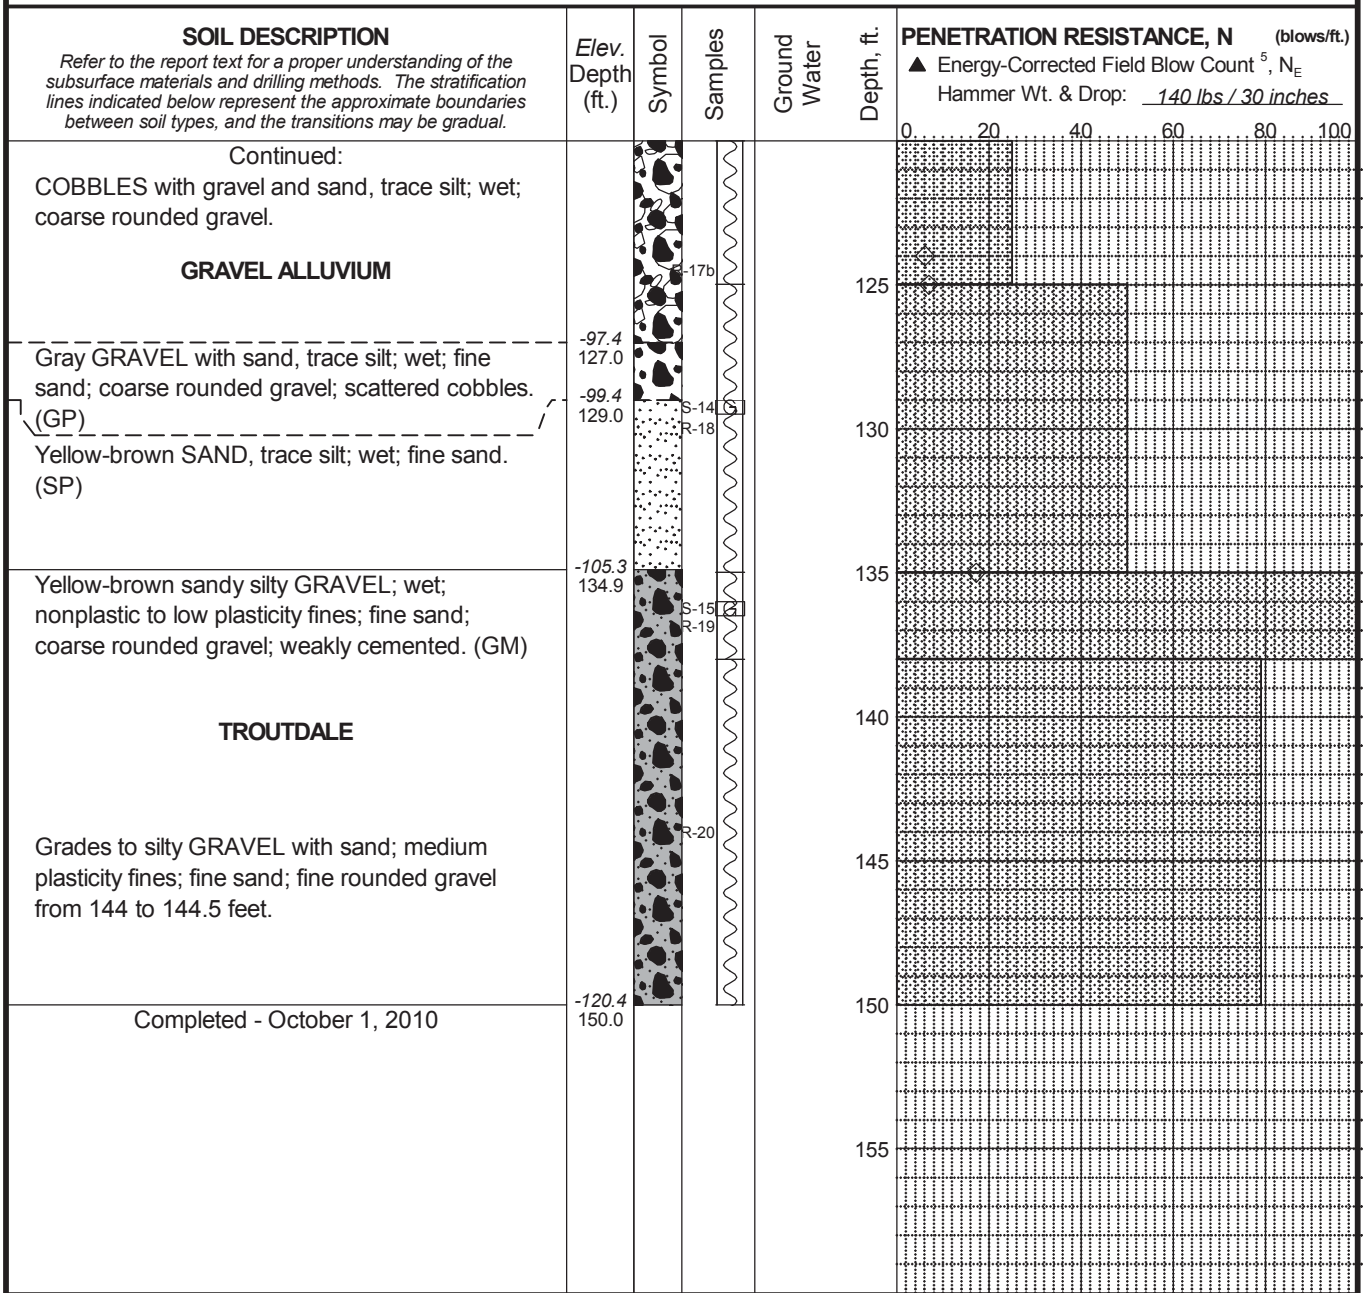 SOIL DESCRIPTION
Refer to the report text for a proper understanding of the
subsurface materials and drilling methods. The stratification
lines indicated below represent the approximate boundaries
between soil types, and the transitions may be gradual.
Elev.
Depth
(ft.)
Symbol
Samples
Ground
Water
Depth, ft.
PENETRATION RESISTANCE, N (blows/ft.)
▲ Energy-Corrected Field Blow Count ⁵, N_E
Hammer Wt. & Drop: 140 lbs / 30 inches
0 20 40 60 80 100
Continued:
COBBLES with gravel and sand, trace silt; wet;
coarse rounded gravel.
GRAVEL ALLUVIUM
R-17b
125
-97.4
127.0
Gray GRAVEL with sand, trace silt; wet; fine
sand; coarse rounded gravel; scattered cobbles.
(GP)
-99.4
129.0
S-14 G
R-18
130
Yellow-brown SAND, trace silt; wet; fine sand.
(SP)
-105.3
134.9
135
Yellow-brown sandy silty GRAVEL; wet;
nonplastic to low plasticity fines; fine sand;
coarse rounded gravel; weakly cemented. (GM)
S-15 G
R-19
TROUTDALE
140
R-20
Grades to silty GRAVEL with sand; medium
plasticity fines; fine sand; fine rounded gravel
from 144 to 144.5 feet.
145
-120.4
150.0
150
Completed - October 1, 2010
155